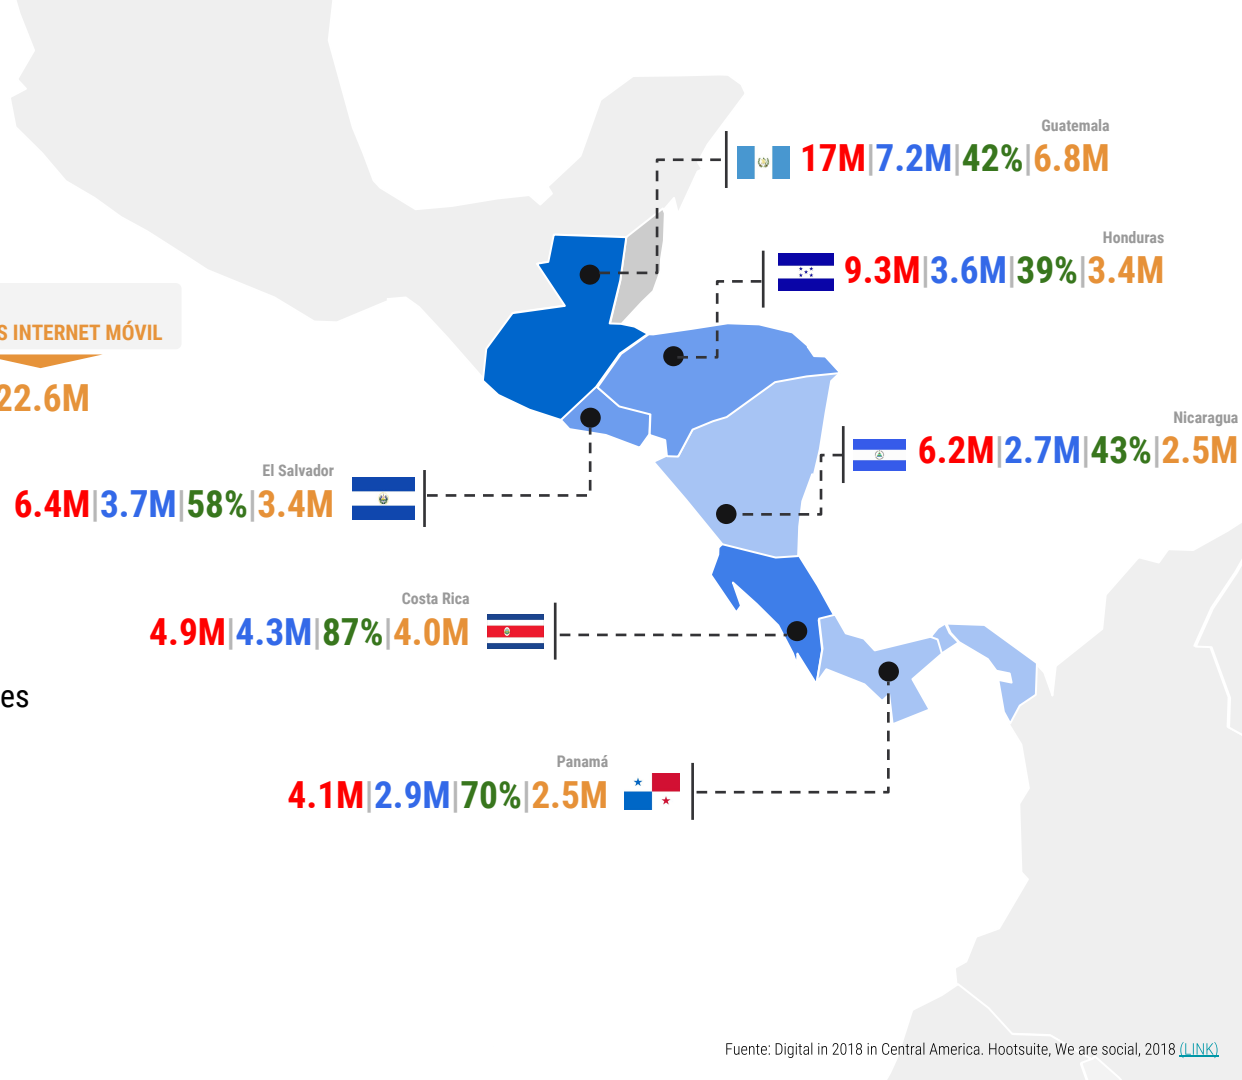 Guatemala
17M|7.2M|42%|6.8M
Honduras
9.3M|3.6M|39%|3.4M
S INTERNET MÓVIL
22.6M
Nicaragua
6.2M|2.7M|43%|2.5M
El Salvador
6.4M|3.7M|58%|3.4M
Costa Rica
4.9M|4.3M|87%|4.0M
es
Panamá
4.1M|2.9M|70%|2.5M
Fuente: Digital in 2018 in Central America. Hootsuite, We are social, 2018 (LINK)